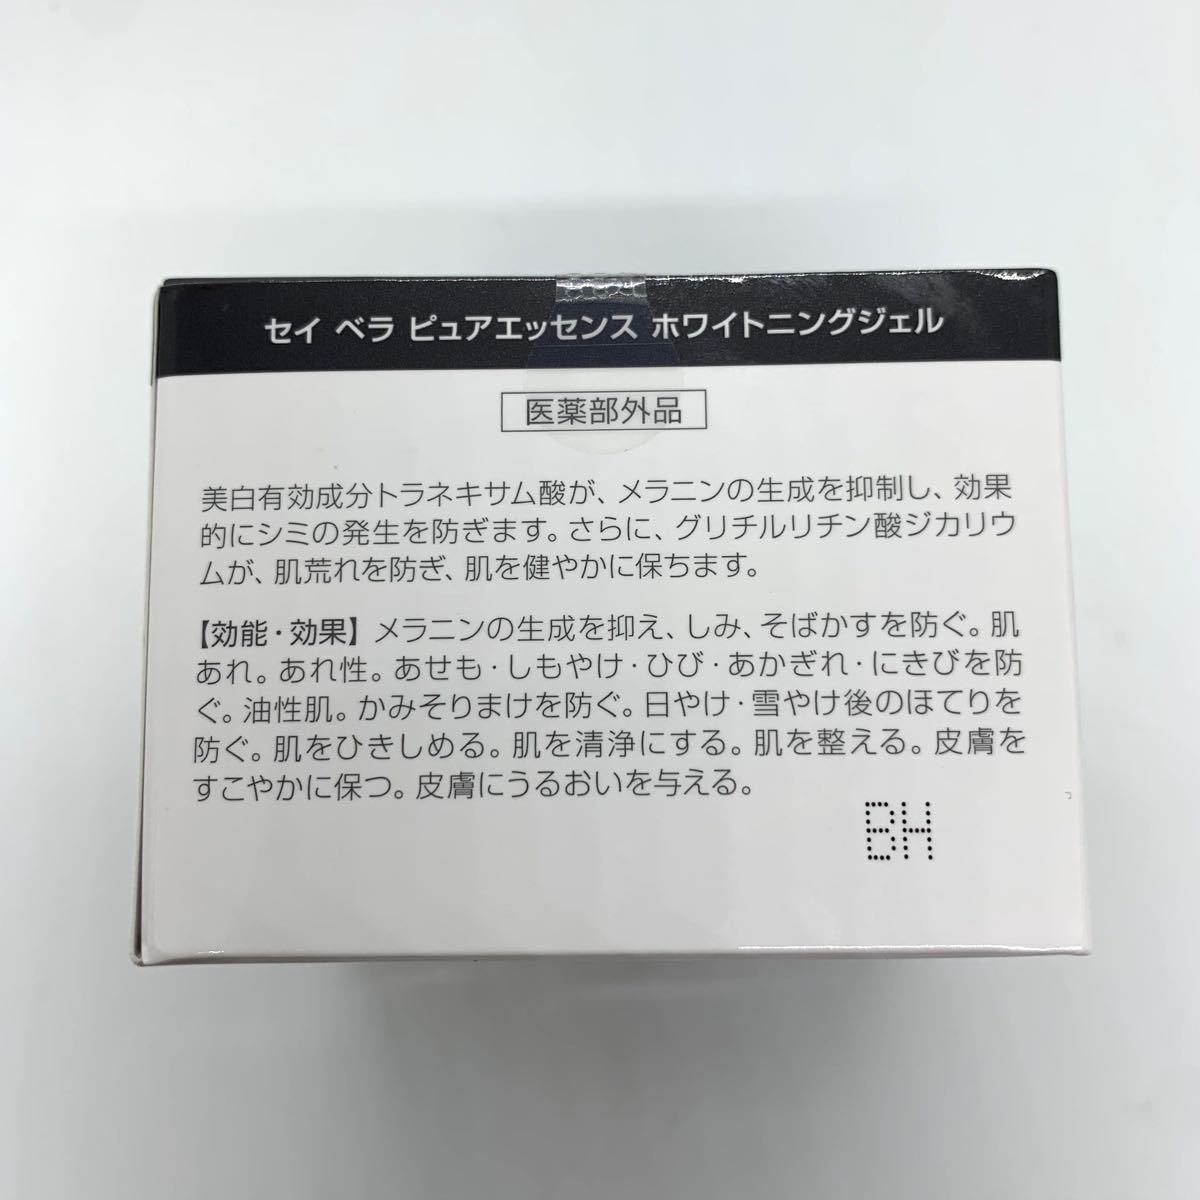 セイ ベラ ピュアエッセンス ホワイトニングジェル
医薬部外品
美白有効成分トラネキサム酸が、メラニンの生成を抑制し、効果
的にシミの発生を防ぎます。さらに、グリチルリチン酸ジカリウ
ムが、肌荒れを防ぎ、肌を健やかに保ちます。
【効能・効果】メラニンの生成を抑え、しみ、そばかすを防ぐ。肌
あれ。あれ性。あせも・しもやけ・ひび・あかぎれ・にきびを防
ぐ。油性肌。かみそりまけを防ぐ。日やけ・雪やけ後のほてりを
防ぐ。肌をひきしめる。肌を清浄にする。肌を整える。皮膚を
すこやかに保つ。皮膚にうるおいを与える。
BH